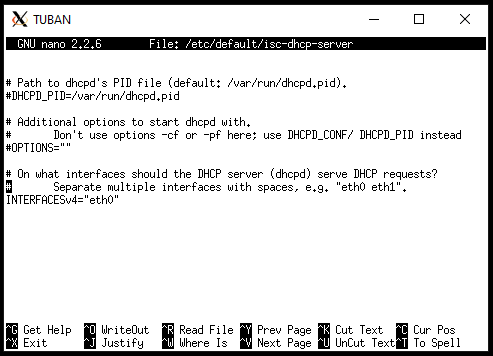 TUBAN
GNU nano 2.2.6 File: /etc/default/isc-dhcp-server
# Path to dhcpd's PID file (default: /var/run/dhcpd.pid).
#DHCPD_PID=/var/run/dhcpd.pid
# Additional options to start dhcpd with.
# Don't use options -cf or -pf here; use DHCPD_CONF/ DHCPD_PID instead
#OPTIONS=""
# On what interfaces should the DHCP server (dhcpd) serve DHCP requests?
# Separate multiple interfaces with spaces, e.g. "eth0 eth1".
INTERFACESv4="eth0"
^G Get Help ^O WriteOut ^R Read File ^Y Prev Page ^K Cut Text ^C Cur Pos
^X Exit ^J Justify ^W Where Is ^V Next Page ^U UnCut Text ^T To Spell